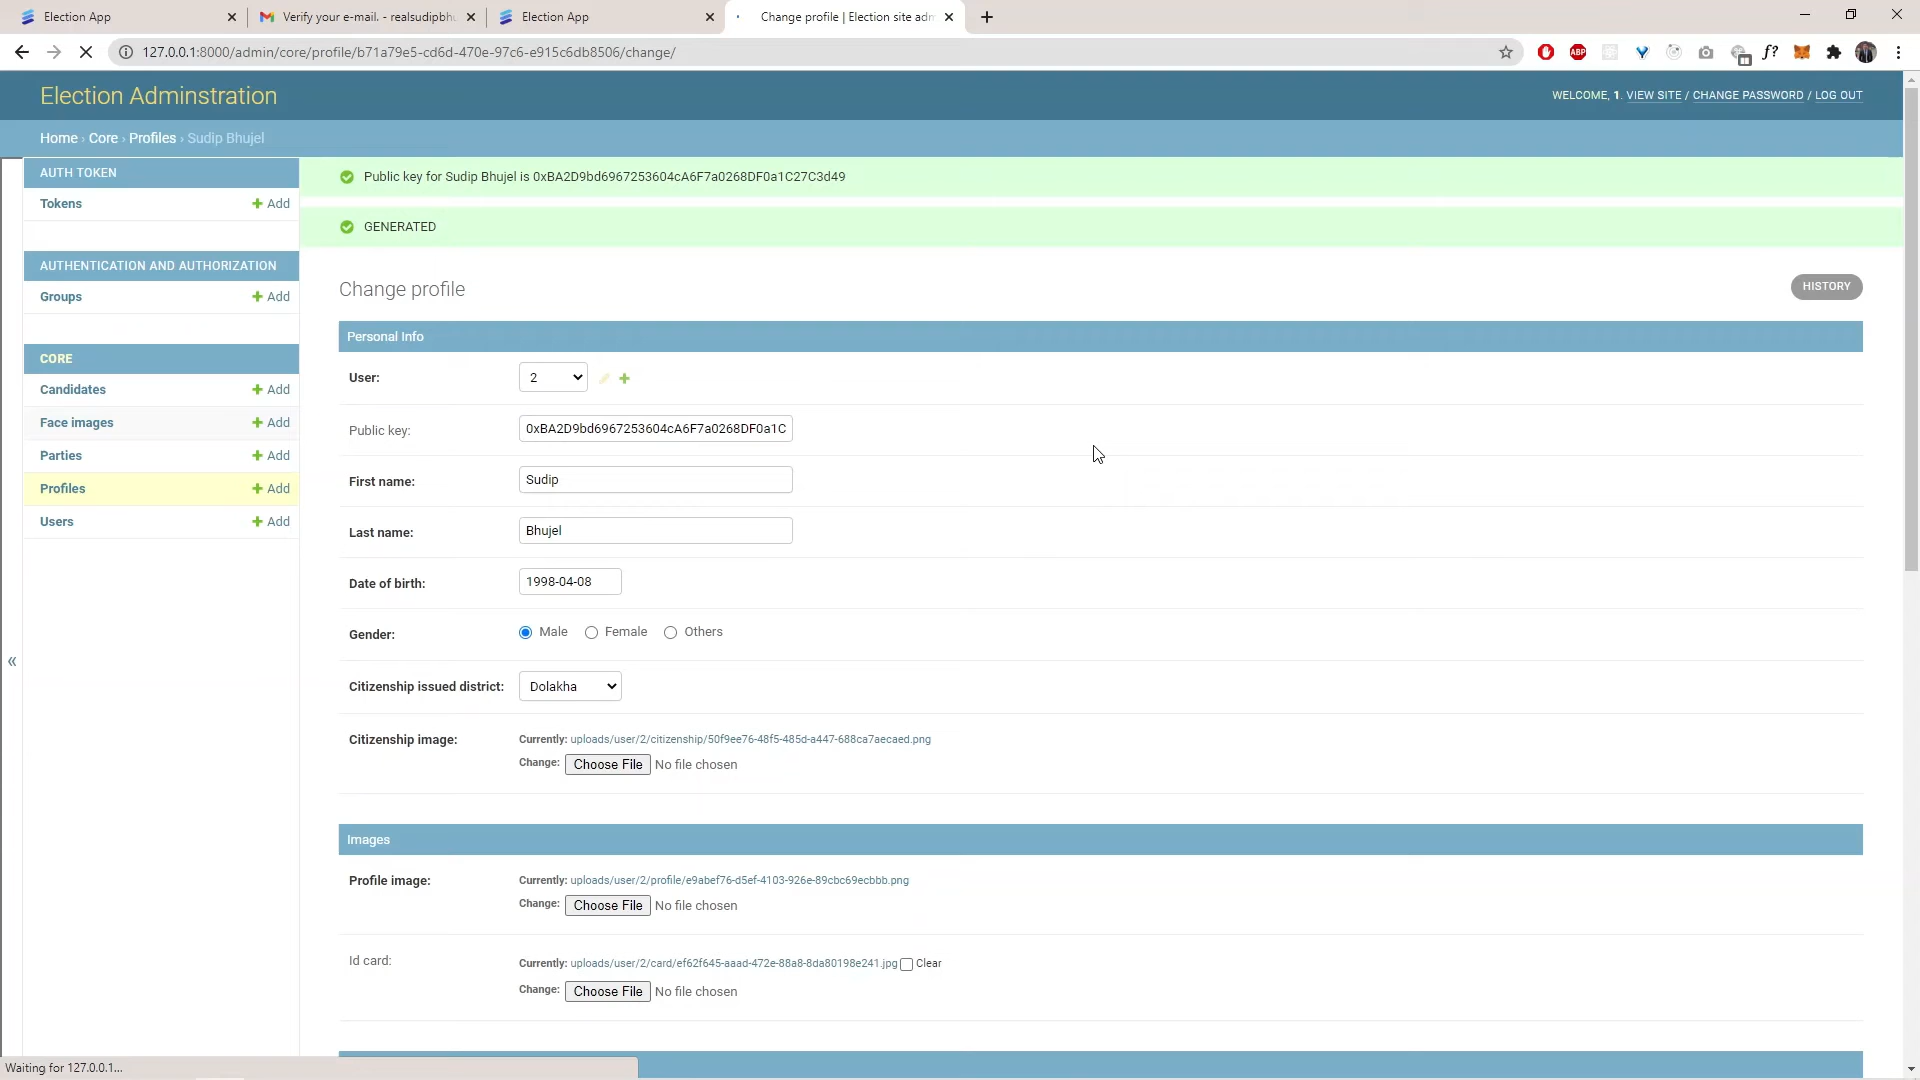 Election App
Verify your e-mail. - realsudipbhu
Election App
Change profile | Election site adm
127.0.0.1:8000/admin/core/profile/b71a79e5-cd6d-470e-97c6-e915c6db8506/change/
ABP
f?
Election Adminstration
WELCOME, 1. VIEW SITE / CHANGE PASSWORD / LOG OUT
Home › Core › Profiles › Sudip Bhujel
AUTH TOKEN
Tokens
Add
AUTHENTICATION AND AUTHORIZATION
Groups
Add
CORE
Candidates
Add
Face images
Add
Parties
Add
Profiles
Add
Users
Add
«
Public key for Sudip Bhujel is 0xBA2D9bd6967253604cA6F7a0268DF0a1C27C3d49
GENERATED
Change profile
HISTORY
Personal Info
User:
2
Public key:
0xBA2D9bd6967253604cA6F7a0268DF0a1C
First name:
Sudip
Last name:
Bhujel
Date of birth:
1998-04-08
Gender:
Male
Female
Others
Citizenship issued district:
Dolakha
Citizenship image:
Currently: uploads/user/2/citizenship/50f9ee76-48f5-485d-a447-688ca7aecaed.png
Change: Choose File No file chosen
Images
Profile image:
Currently: uploads/user/2/profile/e9abef76-d5ef-4103-926e-89cbc69ecbbb.png
Change: Choose File No file chosen
Id card:
Currently: uploads/user/2/card/ef62f645-aaad-472e-88a8-8da80198e241.jpg Clear
Change: Choose File No file chosen
Waiting for 127.0.0.1...